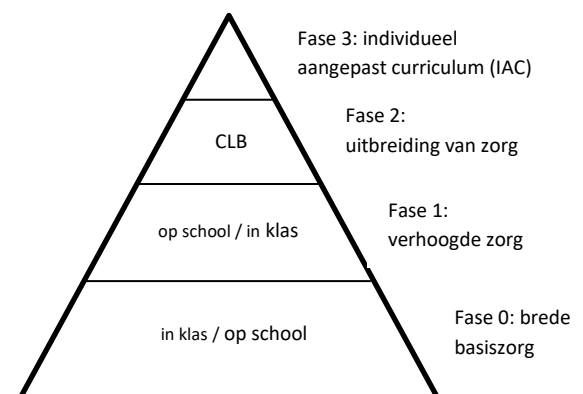 Fase 3: individueel
aangepast curriculum (IAC)
Fase 2:
uitbreiding van zorg
CLB
Fase 1:
verhoogde zorg
op school / in klas
Fase 0: brede
basiszorg
in klas / op school